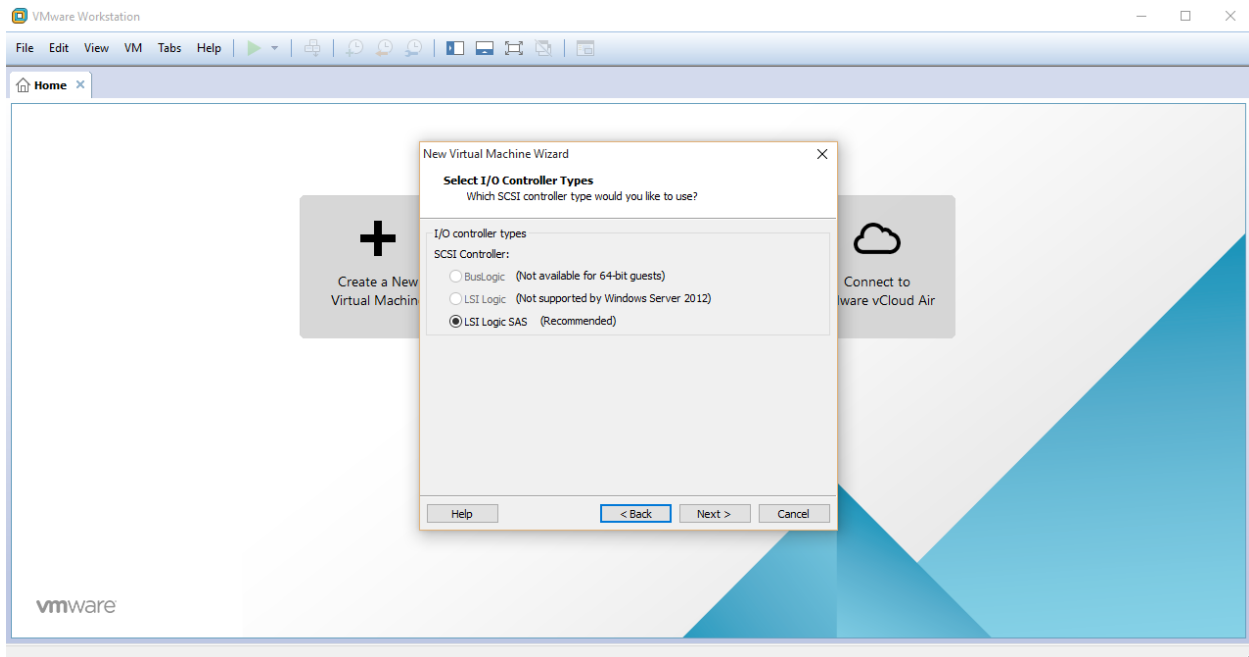 VMware Workstation
File Edit View VM Tabs Help
Home
New Virtual Machine Wizard
Select I/O Controller Types
Which SCSI controller type would you like to use?
I/O controller types
SCSI Controller:
BusLogic (Not available for 64-bit guests)
LSI Logic (Not supported by Windows Server 2012)
LSI Logic SAS (Recommended)
Create a New
Virtual Machin
Connect to
ware vCloud Air
Help < Back Next > Cancel
vmware